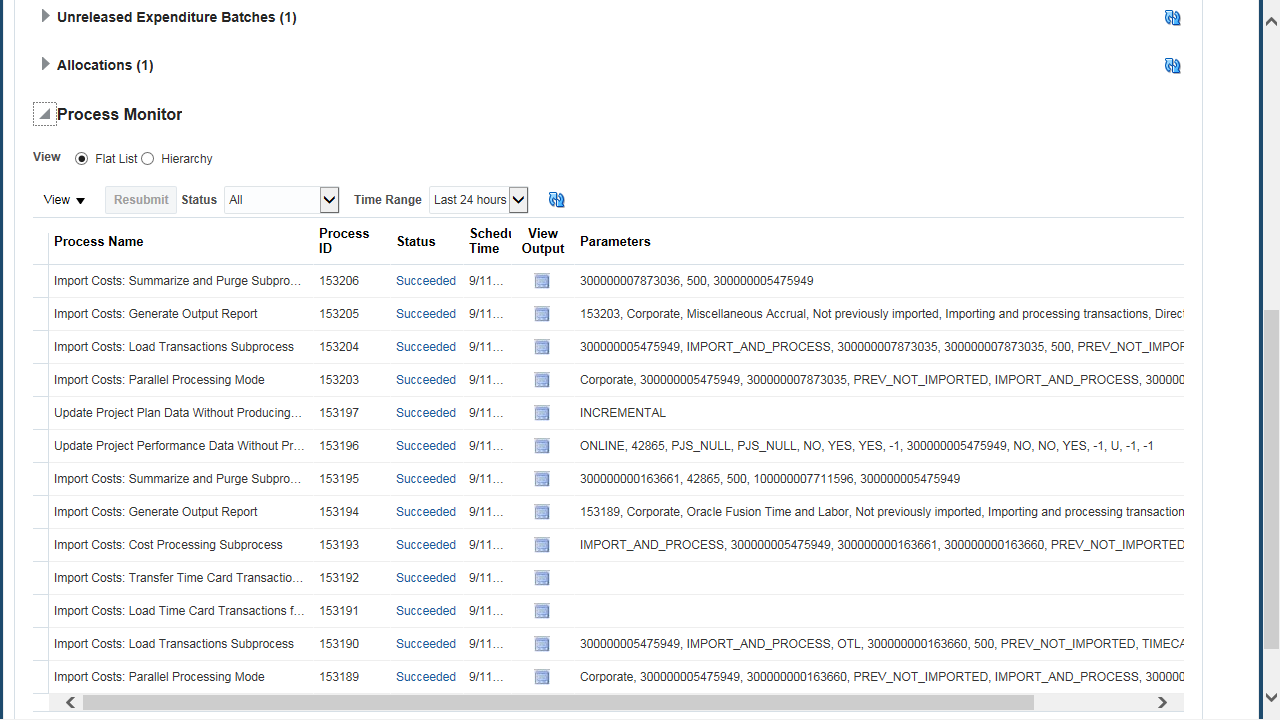 Unreleased Expenditure Batches (1)
Allocations (1)
Process Monitor
View Flat List Hierarchy
View Resubmit Status All Time Range Last 24 hours
Process Name Process ID Status Schedu Time View Output Parameters
Import Costs: Summarize and Purge Subpro... 153206 Succeeded 9/11... 300000007873036, 500, 300000005475949
Import Costs: Generate Output Report 153205 Succeeded 9/11... 153203, Corporate, Miscellaneous Accrual, Not previously imported, Importing and processing transactions, Direct
Import Costs: Load Transactions Subprocess 153204 Succeeded 9/11... 300000005475949, IMPORT_AND_PROCESS, 300000007873035, 300000007873035, 500, PREV_NOT_IMPOR
Import Costs: Parallel Processing Mode 153203 Succeeded 9/11... Corporate, 300000005475949, 300000007873035, PREV_NOT_IMPORTED, IMPORT_AND_PROCESS, 300000
Update Project Plan Data Without Producing... 153197 Succeeded 9/11... INCREMENTAL
Update Project Performance Data Without Pr... 153196 Succeeded 9/11... ONLINE, 42865, PJS_NULL, PJS_NULL, NO, YES, YES, -1, 300000005475949, NO, NO, YES, -1, U, -1, -1
Import Costs: Summarize and Purge Subpro... 153195 Succeeded 9/11... 300000000163661, 42865, 500, 100000007711596, 300000005475949
Import Costs: Generate Output Report 153194 Succeeded 9/11... 153189, Corporate, Oracle Fusion Time and Labor, Not previously imported, Importing and processing transaction
Import Costs: Cost Processing Subprocess 153193 Succeeded 9/11... IMPORT_AND_PROCESS, 300000005475949, 300000000163661, 300000000163660, PREV_NOT_IMPORTED
Import Costs: Transfer Time Card Transactio... 153192 Succeeded 9/11...
Import Costs: Load Time Card Transactions f... 153191 Succeeded 9/11...
Import Costs: Load Transactions Subprocess 153190 Succeeded 9/11... 300000005475949, IMPORT_AND_PROCESS, OTL, 300000000163660, 500, PREV_NOT_IMPORTED, TIMECA
Import Costs: Parallel Processing Mode 153189 Succeeded 9/11... Corporate, 300000005475949, 300000000163660, PREV_NOT_IMPORTED, IMPORT_AND_PROCESS, 300000